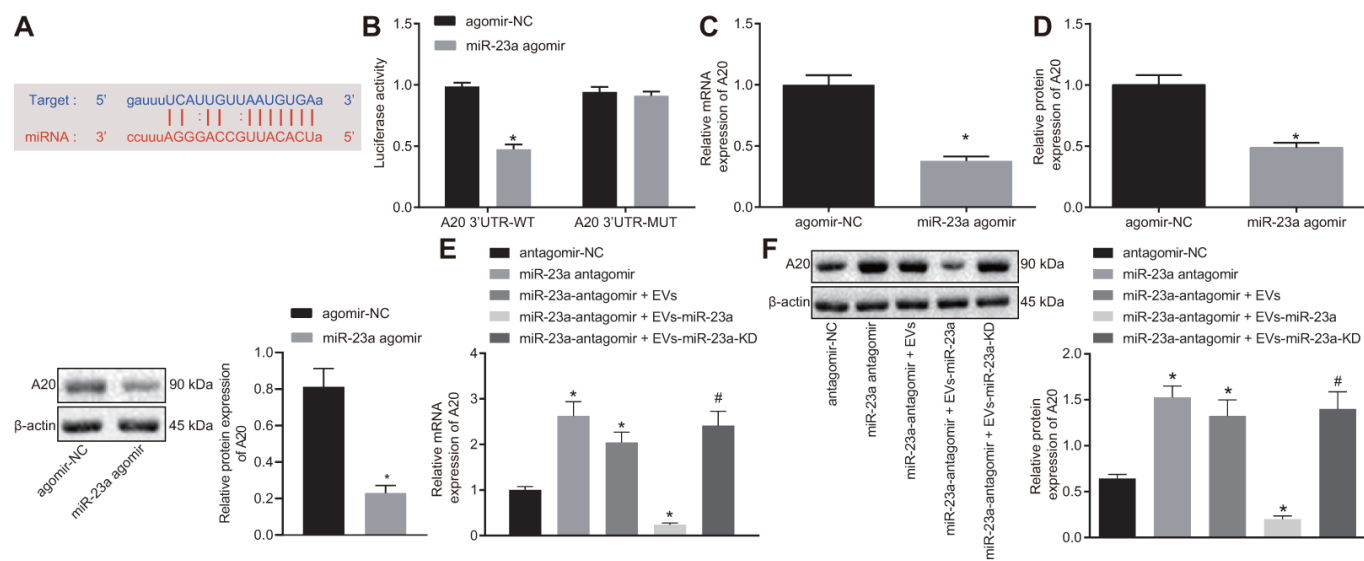 A
Target : 5' gauuuUCAUUGUUAAUGUGAa 3'
miRNA : 3' ccuuuAGGGACCGUUACACUa 5'
B
agomir-NC
miR-23a agomir
Luciferase activity
1.5
1.0
0.5
0.0
*
A20 3'UTR-WT
A20 3'UTR-MUT
C
Relative mRNA
expression of A20
1.5
1.0
0.5
0.0
*
agomir-NC
miR-23a agomir
D
Relative protein
expression of A20
1.5
1.0
0.5
0.0
*
agomir-NC
miR-23a agomir
A20
90 kDa
β-actin
45 kDa
agomir-NC
miR-23a agomir
agomir-NC
miR-23a agomir
Relative protein expression
of A20
1.0
0.8
0.6
0.4
0.2
0.0
*
E
antagomir-NC
miR-23a antagomir
miR-23a-antagomir + EVs
miR-23a-antagomir + EVs-miR-23a
miR-23a-antagomir + EVs-miR-23a-KD
Relative mRNA
expression of A20
4
3
2
1
0
*
*
*
#
F
A20
90 kDa
β-actin
45 kDa
antagomir-NC
miR-23a antagomir
miR-23a-antagomir + EVs
miR-23a-antagomir + EVs-miR-23a
miR-23a-antagomir + EVs-miR-23a-KD
antagomir-NC
miR-23a antagomir
miR-23a-antagomir + EVs
miR-23a-antagomir + EVs-miR-23a
miR-23a-antagomir + EVs-miR-23a-KD
Relative protein
expression of A20
2.0
1.5
1.0
0.5
0.0
*
*
*
#